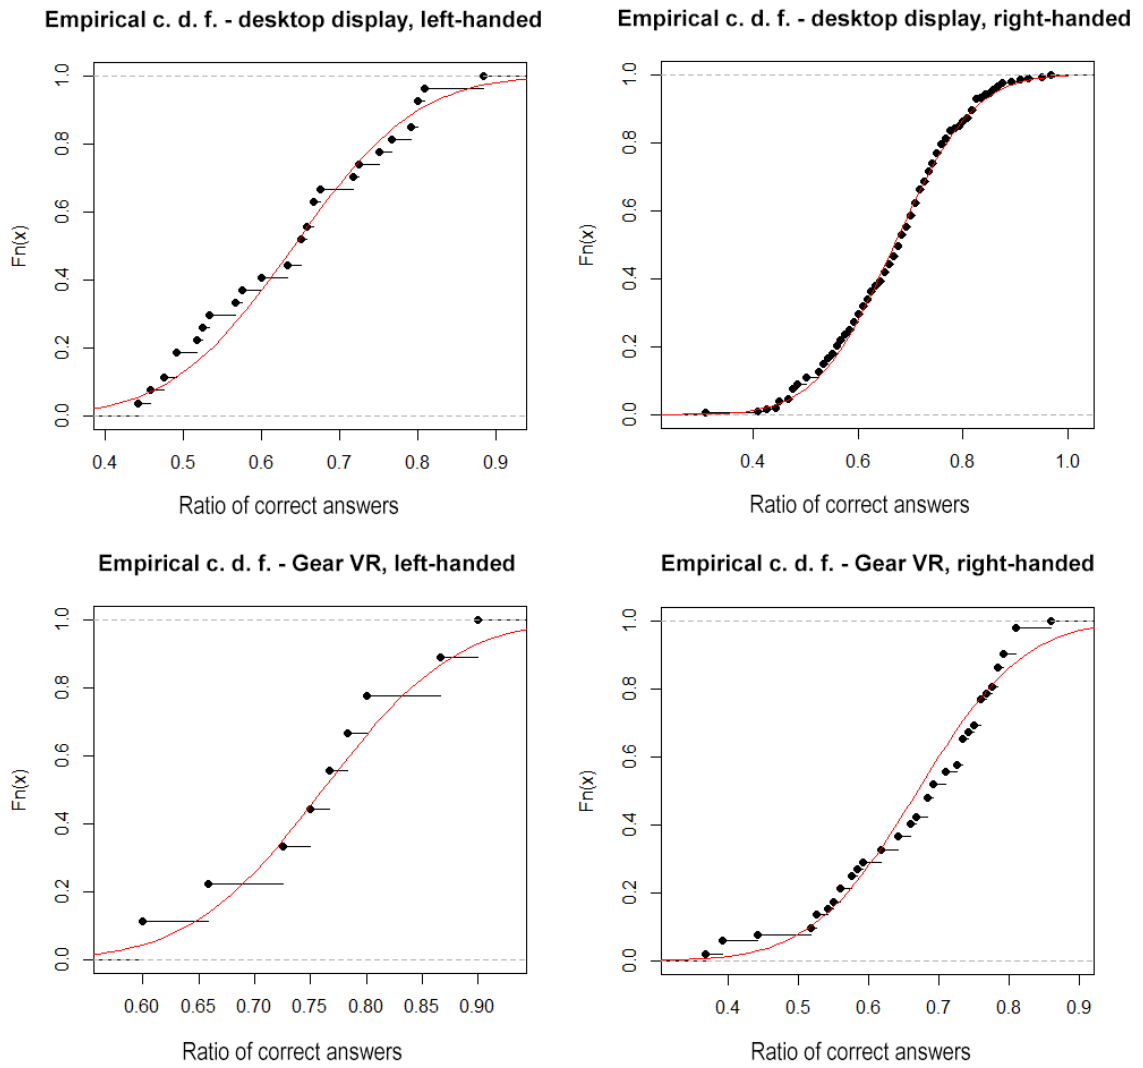 Empirical c. d. f. - desktop display, left-handed
Fn(x)
1.0
0.8
0.6
0.4
0.2
0.0
0.4 0.5 0.6 0.7 0.8 0.9
Ratio of correct answers
Empirical c. d. f. - desktop display, right-handed
Fn(x)
1.0
0.8
0.6
0.4
0.2
0.0
0.4 0.6 0.8 1.0
Ratio of correct answers
Empirical c. d. f. - Gear VR, left-handed
Fn(x)
1.0
0.8
0.6
0.4
0.2
0.0
0.60 0.65 0.70 0.75 0.80 0.85 0.90
Ratio of correct answers
Empirical c. d. f. - Gear VR, right-handed
Fn(x)
1.0
0.8
0.6
0.4
0.2
0.0
0.4 0.5 0.6 0.7 0.8 0.9
Ratio of correct answers